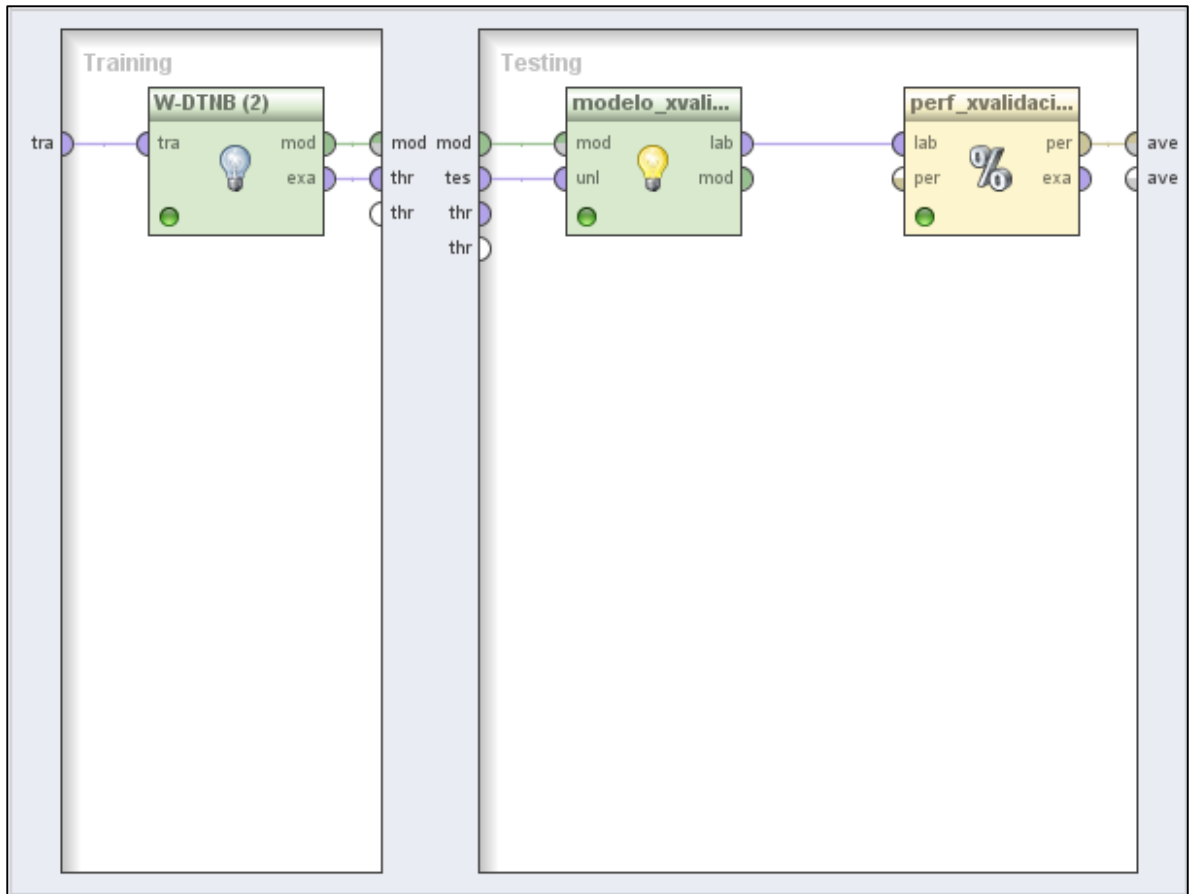 Training
Testing
W-DTNB (2)
modelo_xvali...
perf_xvalidaci...
tra
tra
mod
mod
mod
mod
lab
lab
per
ave
exa
thr
tes
unl
mod
per
exa
ave
thr
thr
thr